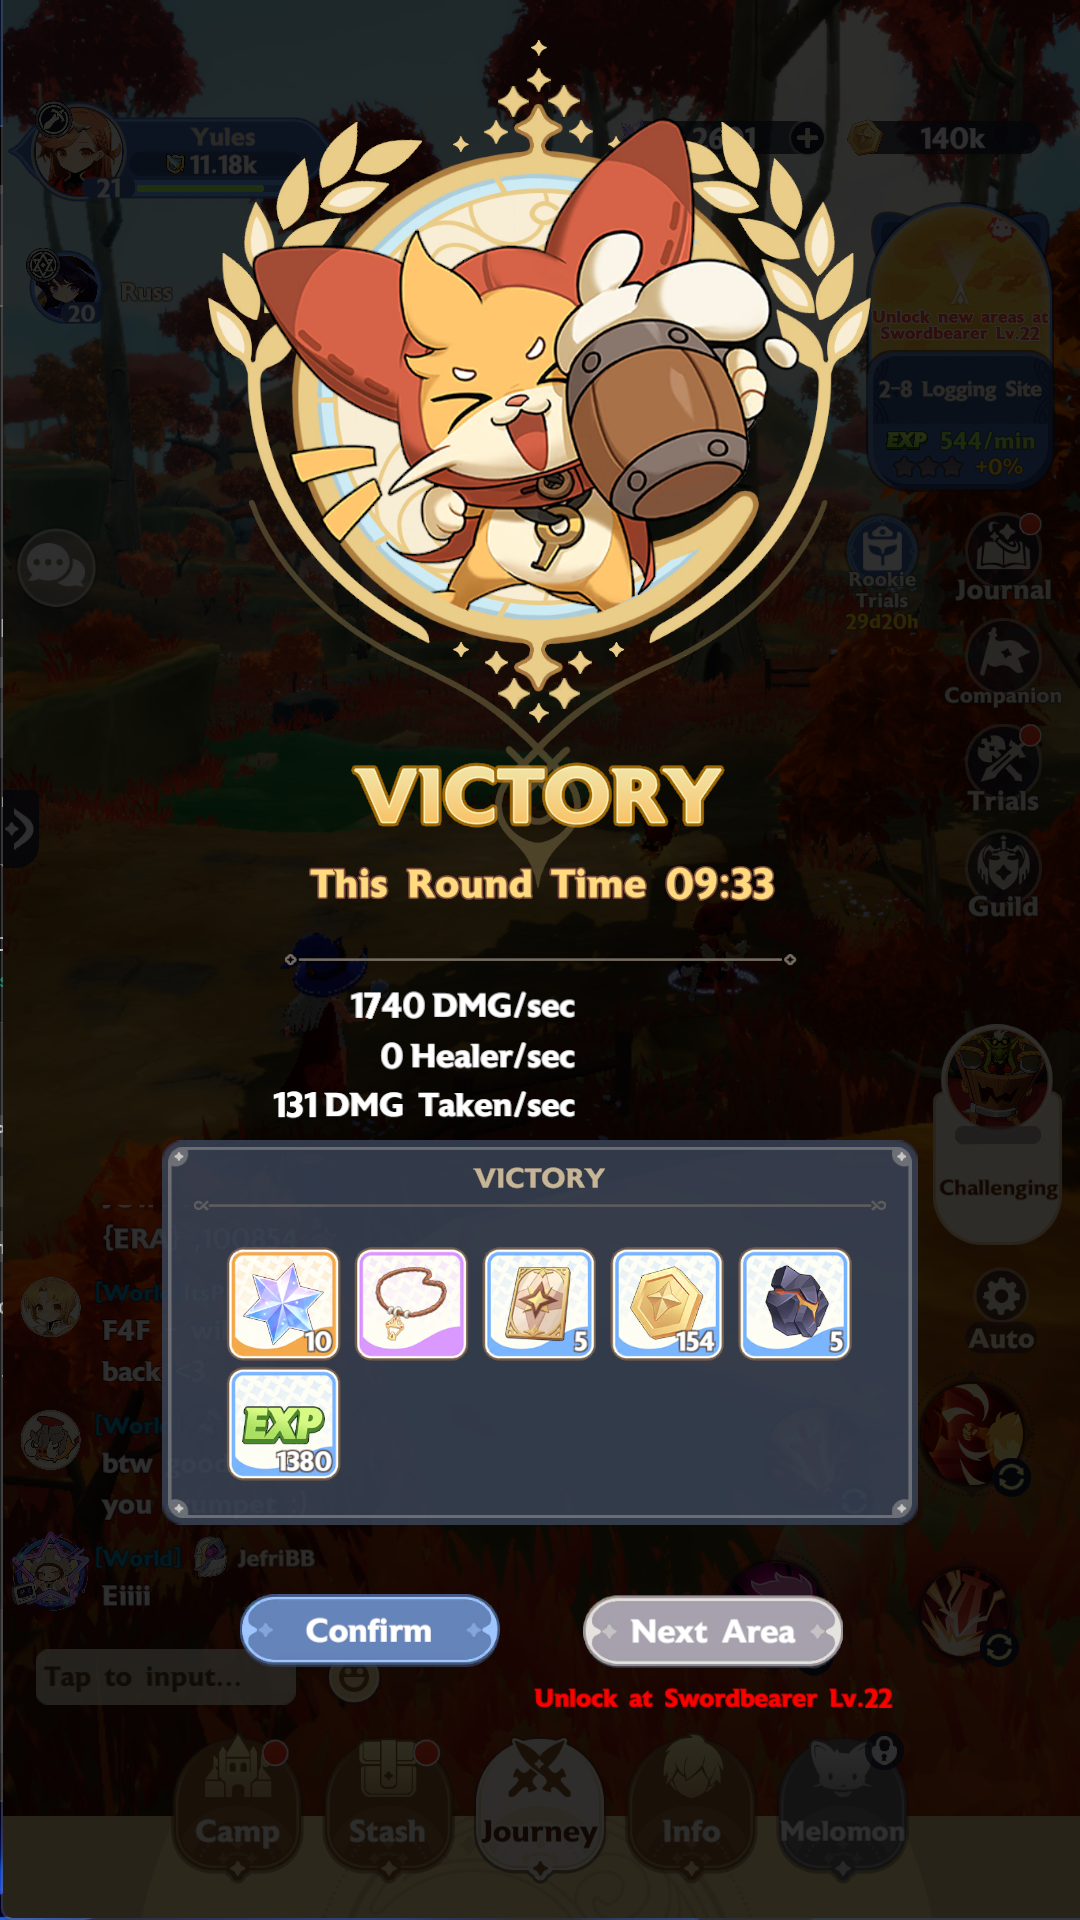 Yules
11.18k
21
140k
Russ
20
Unlock new areas at
Swordbearer Lv.22
2-8 Logging Site
EXP 544/min
+0%
Rookie
Trials
29d20h
Journal
Companion
Trials
Guild
VICTORY
This Round Time 09:33
1740 DMG/sec
0 Healer/sec
131 DMG Taken/sec
Challenging
VICTORY
10
5
154
5
EXP
1380
F4F
back <3
btw
you
[World] JefriBB
Eiiii
Auto
Confirm
Next Area
Tap to input...
Unlock at Swordbearer Lv.22
Camp
Stash
Journey
Info
Melomon